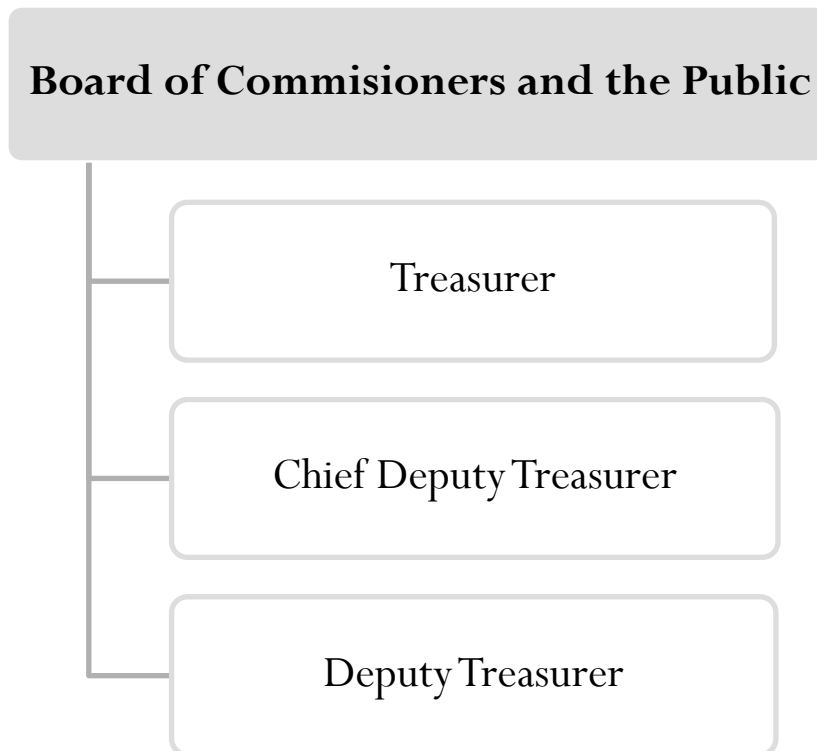 Board of Commisioners and the Public
Treasurer
Chief Deputy Treasurer
Deputy Treasurer